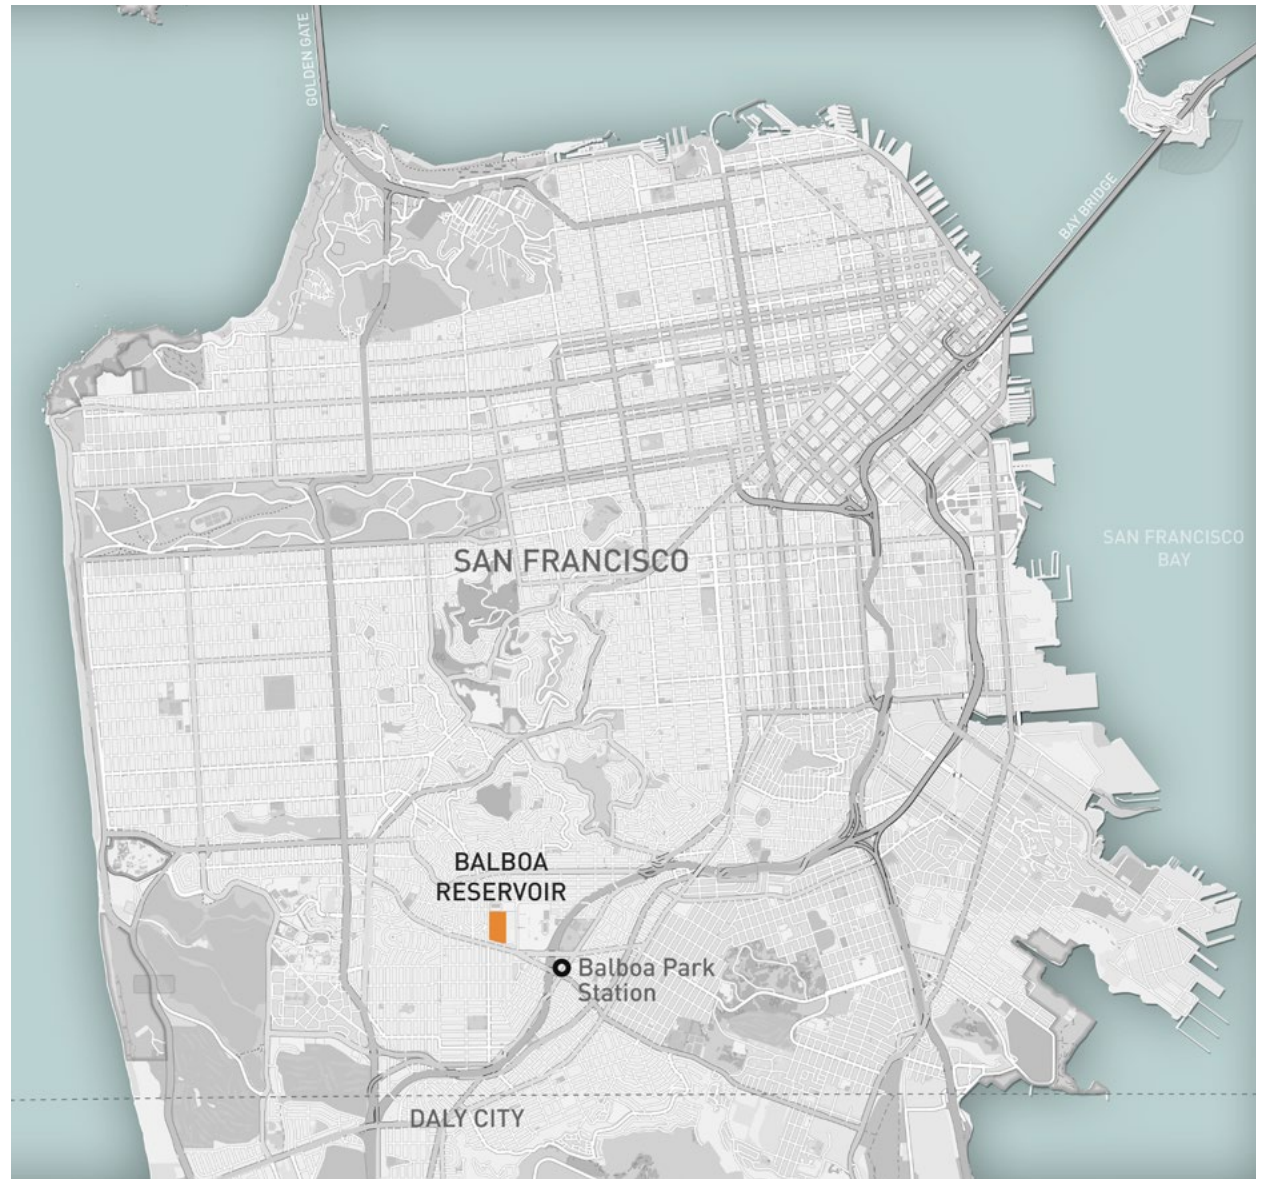 GOLDEN GATE
BAY BRIDGE
SAN FRANCISCO
BAY
SAN FRANCISCO
BALBOA
RESERVOIR
Balboa Park
Station
DALY CITY